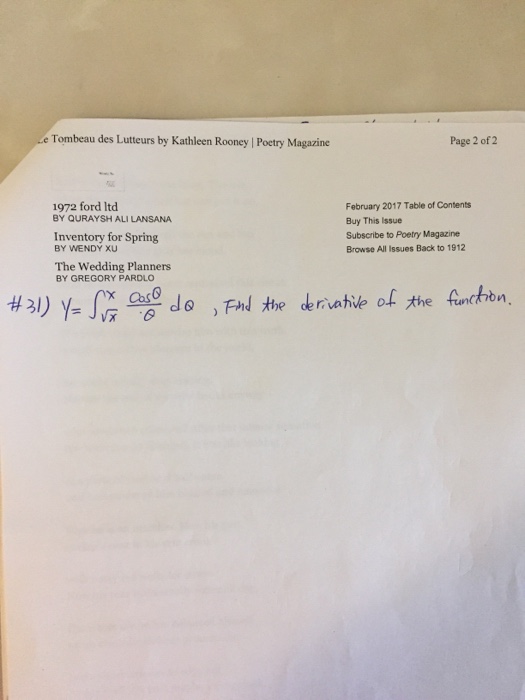 Le Tombeau des Lutteurs by Kathleen Rooney | Poetry Magazine
Page 2 of 2
1972 ford ltd
BY QURAYSH ALI LANSANA
Inventory for Spring
BY WENDY XU
The Wedding Planners
BY GREGORY PARDLO
February 2017 Table of Contents
Buy This Issue
Subscribe to Poetry Magazine
Browse All Issues Back to 1912
#31) y = ∫_{√x}^{x} cosθ/θ dθ , Find the derivative of the function.